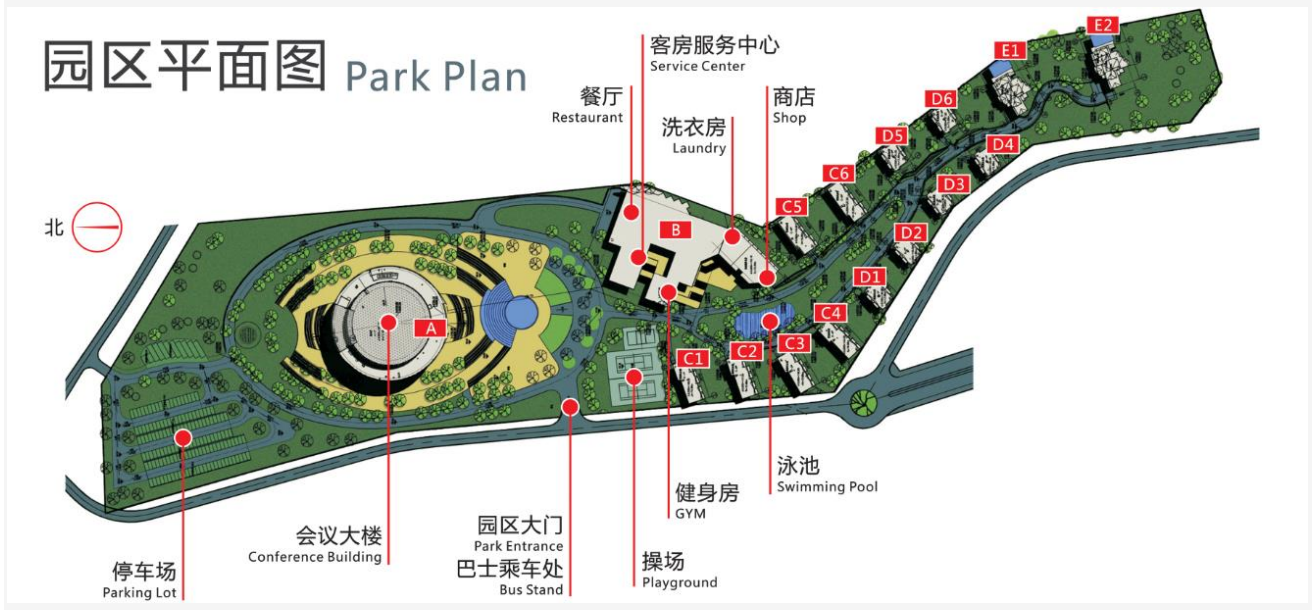 园区平面图 Park Plan
客房服务中心
Service Center
餐厅
Restaurant
商店
Shop
洗衣房
Laundry
北
E2
E1
D6
D5
D4
C6
D3
C5
B
D2
D1
A
C4
C1
C2
C3
泳池
Swimming Pool
健身房
GYM
园区大门
Park Entrance
巴士乘车处
Bus Stand
会议大楼
Conference Building
操场
Playground
停车场
Parking Lot